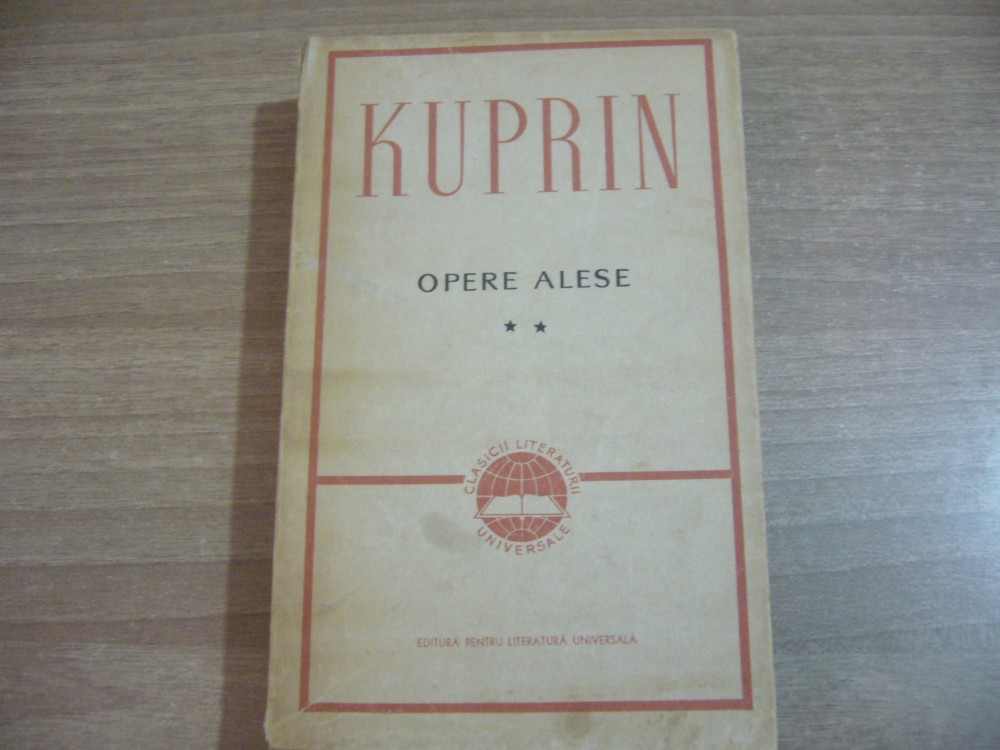 KUPRIN
OPERE ALESE
★ ★
CLASICII LITERATURII
UNIVERSALE
EDITURA PENTRU LITERATURĂ UNIVERSALĂ